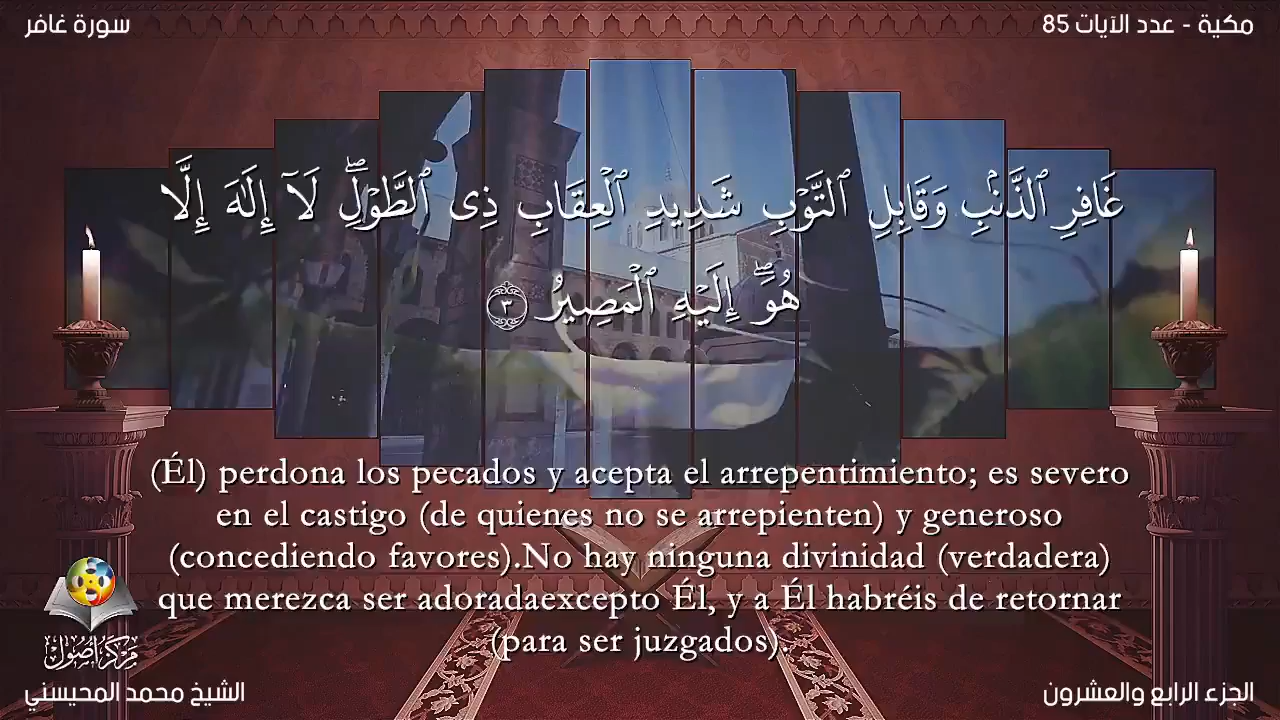 سورة غافر
مكية - عدد الآيات 85
غَافِرِ ٱلذَّنۢبِ وَقَابِلِ ٱلتَّوۡبِ شَدِيدِ ٱلۡعِقَابِ ذِى ٱلطَّوۡلِۖ لَآ إِلَٰهَ إِلَّا
هُوَۖ إِلَيۡهِ ٱلۡمَصِيرُ ٣
(Él) perdona los pecados y acepta el arrepentimiento; es severo
en el castigo (de quienes no se arrepienten) y generoso
(concediendo favores).No hay ninguna divinidad (verdadera)
que merezca ser adoradaexcepto Él, y a Él habréis de retornar
(para ser juzgados).
مركز أصول
الشيخ محمد المحيسني
الجزء الرابع والعشرون